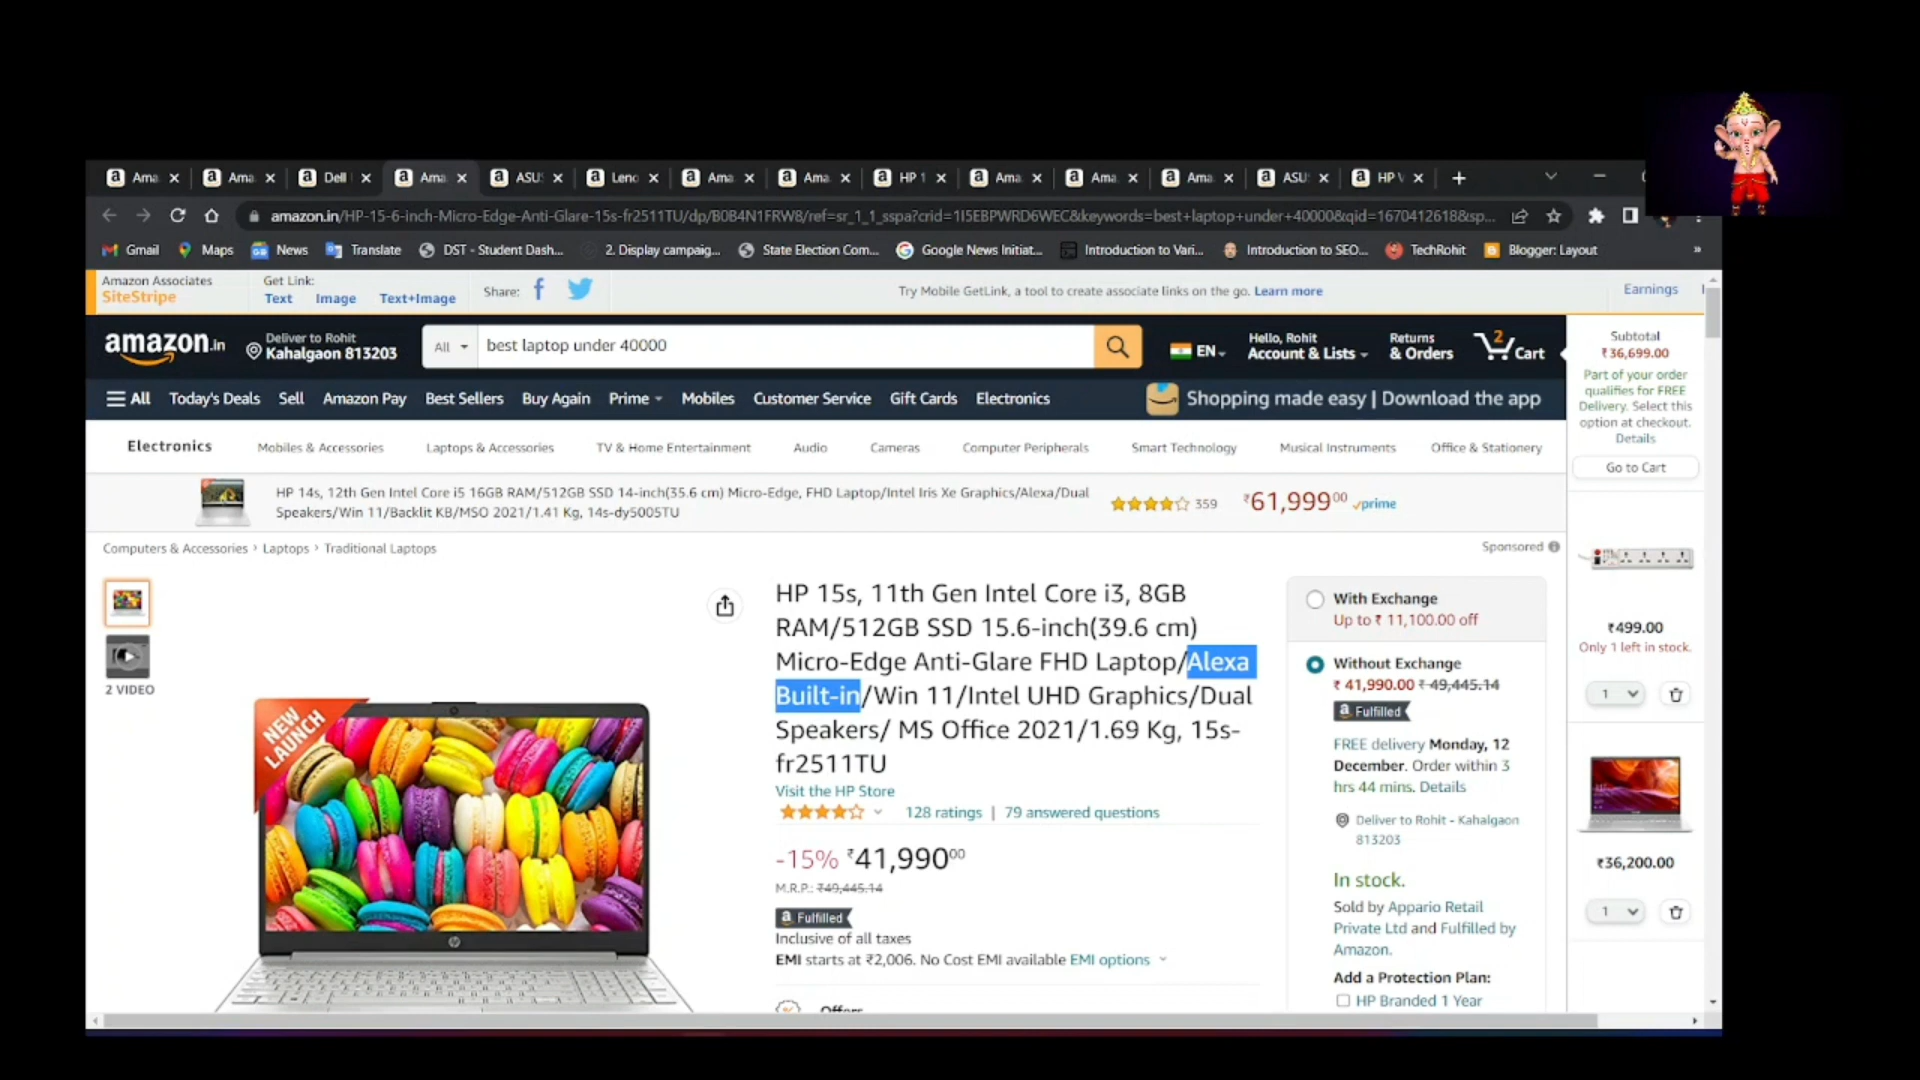 Ama
Ama
Dell
Ama
ASUS
Leno
Ama
Ama
HP 1
Ama
Ama
Ama
ASUS
HP V
amazon.in/HP-15-6-inch-Micro-Edge-Anti-Glare-15s-fr2511TU/dp/B0B4N1FRW8/ref=sr_1_1_sspa?crid=1I5EBPWRD6WEC&keywords=best+laptop+under+40000&qid=1670412618&sp...
Gmail
Maps
News
Translate
DST - Student Dash...
2. Display campaig...
State Election Com...
Google News Initiat...
Introduction to Vari...
Introduction to SEO...
TechRohit
Blogger: Layout
»
Amazon Associates
SiteStripe
Get Link:
Text Image Text+Image
Share:
Try Mobile GetLink, a tool to create associate links on the go. Learn more
Earnings
amazon.in
Deliver to Rohit
Kahalgaon 813203
All
best laptop under 40000
EN
Hello, Rohit
Account & Lists
Returns
& Orders
2
Cart
All Today's Deals Sell Amazon Pay Best Sellers Buy Again Prime Mobiles Customer Service Gift Cards Electronics
Shopping made easy | Download the app
Electronics Mobiles & Accessories Laptops & Accessories TV & Home Entertainment Audio Cameras Computer Peripherals Smart Technology Musical Instruments Office & Stationery
HP 14s, 12th Gen Intel Core i5 16GB RAM/512GB SSD 14-inch(35.6 cm) Micro-Edge, FHD Laptop/Intel Iris Xe Graphics/Alexa/Dual
Speakers/Win 11/Backlit KB/MSO 2021/1.41 Kg, 14s-dy5005TU
359
₹61,999.00
prime
Computers & Accessories › Laptops › Traditional Laptops
Sponsored
2 VIDEO
NEW
LAUNCH
hp
HP 15s, 11th Gen Intel Core i3, 8GB
RAM/512GB SSD 15.6-inch(39.6 cm)
Micro-Edge Anti-Glare FHD Laptop/Alexa
Built-in/Win 11/Intel UHD Graphics/Dual
Speakers/ MS Office 2021/1.69 Kg, 15s-
fr2511TU
Visit the HP Store
128 ratings | 79 answered questions
-15% ₹41,990.00
M.R.P.: ₹49,445.14
a Fulfilled
Inclusive of all taxes
EMI starts at ₹2,006. No Cost EMI available EMI options
Offers
With Exchange
Up to ₹ 11,100.00 off
Without Exchange
₹ 41,990.00 ₹ 49,445.14
a Fulfilled
FREE delivery Monday, 12
December. Order within 3
hrs 44 mins. Details
Deliver to Rohit - Kahalgaon
813203
In stock.
Sold by Appario Retail
Private Ltd and Fulfilled by
Amazon.
Add a Protection Plan:
HP Branded 1 Year
Subtotal
₹36,699.00
Part of your order
qualifies for FREE
Delivery. Select this
option at checkout.
Details
Go to Cart
₹499.00
Only 1 left in stock.
1
₹36,200.00
1